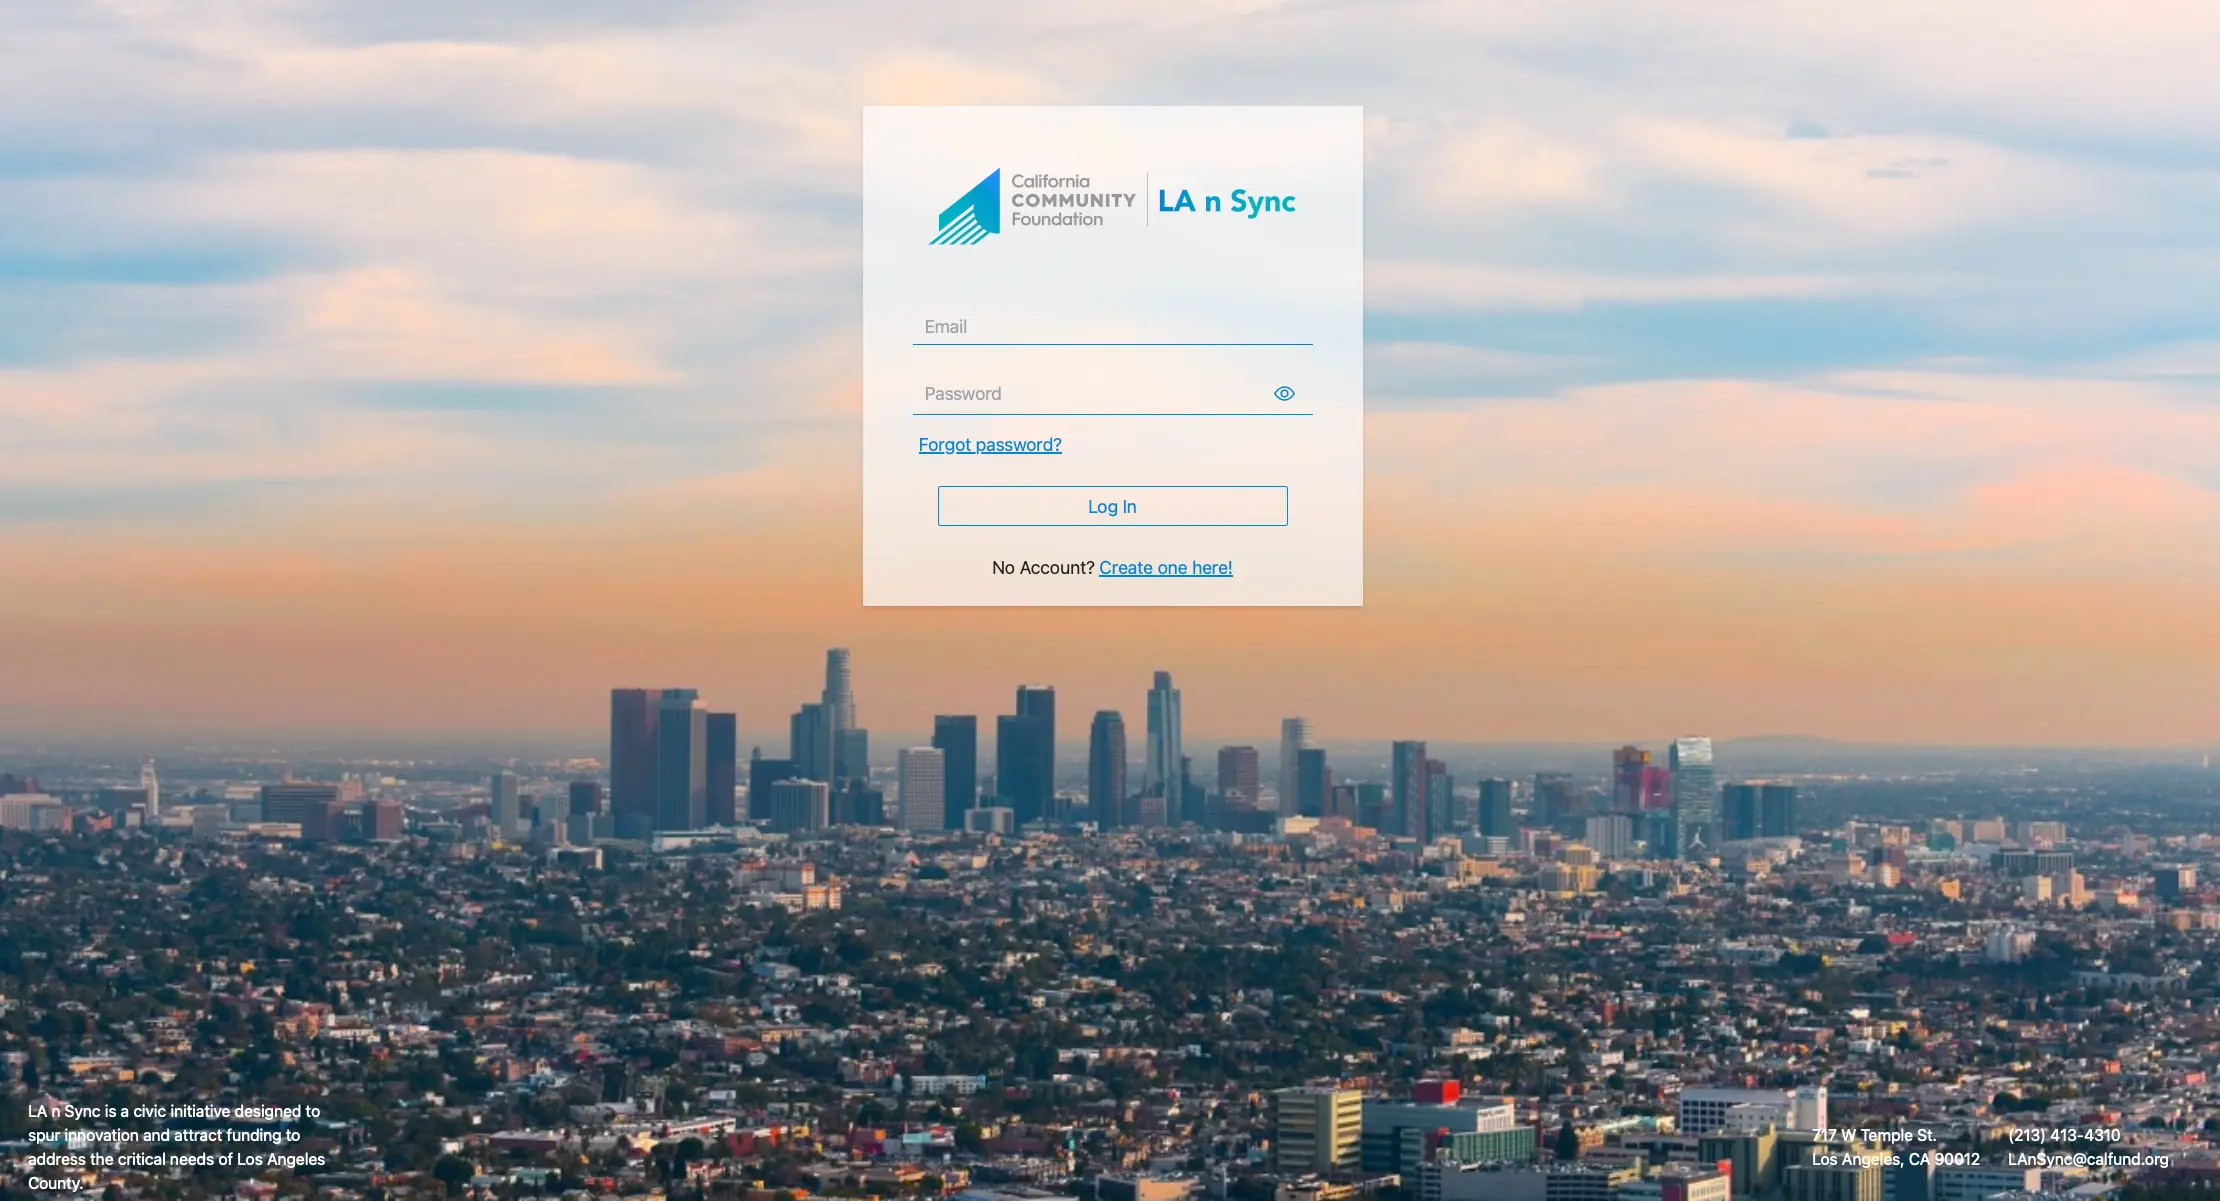 California
COMMUNITY
Foundation
LA n Sync
Email
Password
Forgot password?
Log In
No Account? Create one here!
LA n Sync is a civic initiative designed to
spur innovation and attract funding to
address the critical needs of Los Angeles
County.
717 W Temple St.
Los Angeles, CA 90012
(213) 413-4310
LAnSync@calfund.org